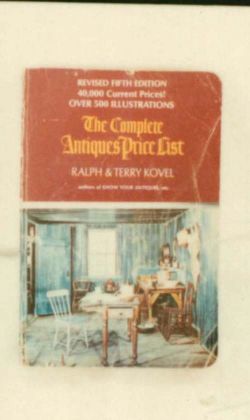 REVISED FIFTH EDITION
40,000 Current Prices!
OVER 500 ILLUSTRATIONS
The Complete
Antiques Price List
RALPH & TERRY KOVEL
authors of KNOW YOUR ANTIQUES, etc.